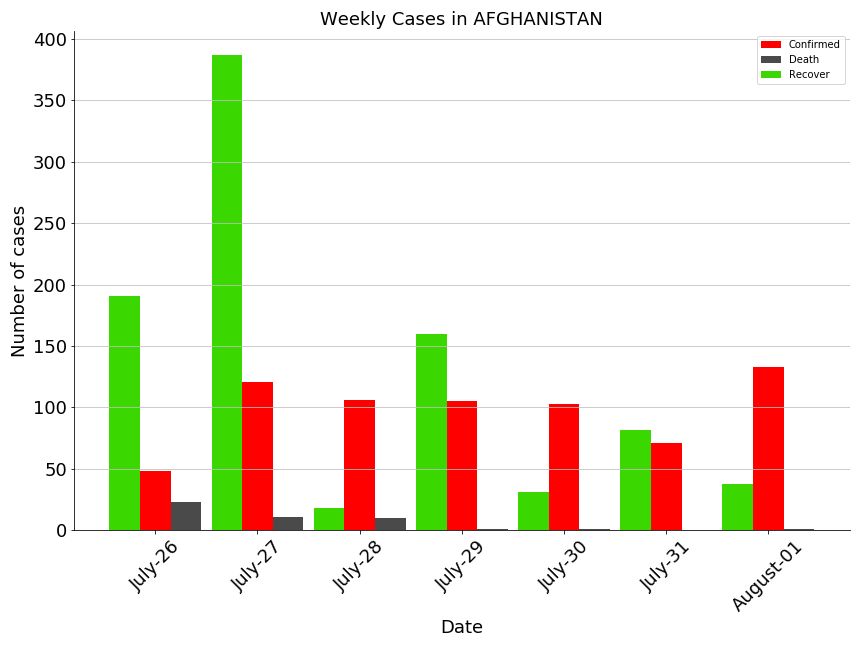 Weekly Cases in AFGHANISTAN
Confirmed
Death
Recover
Number of cases
400
350
300
250
200
150
100
50
0
July-26
July-27
July-28
July-29
July-30
July-31
August-01
Date